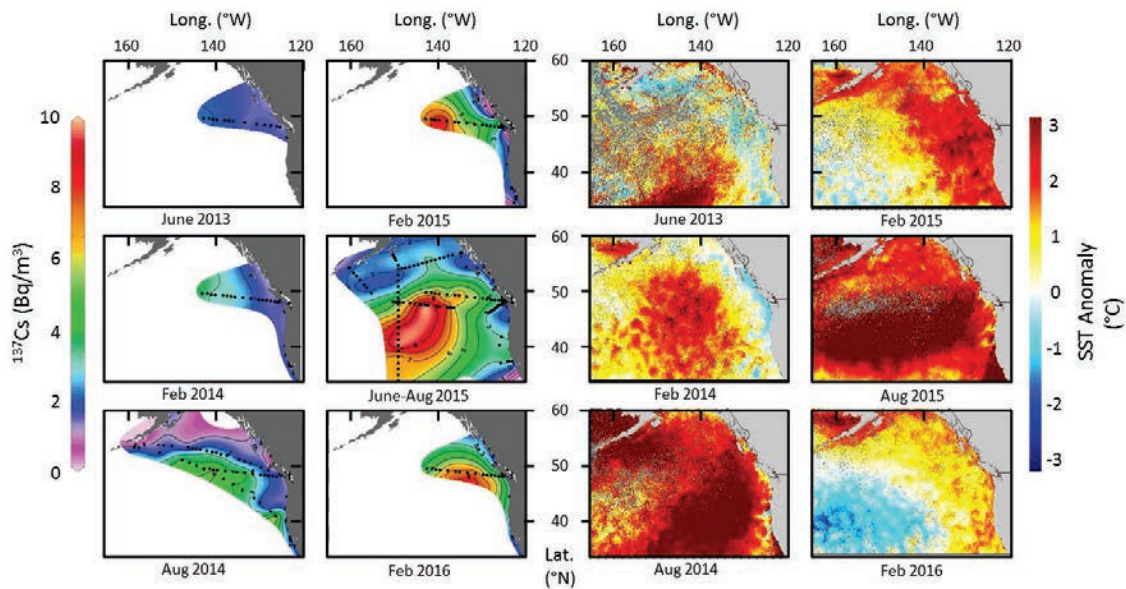 Long. (°W)
Long. (°W)
Long. (°W)
Long. (°W)
160 140 120
160 140 120
160 140 120
160 140 120
60
50
40
June 2013
Feb 2015
June 2013
Feb 2015
60
50
40
Feb 2014
June-Aug 2015
Feb 2014
Aug 2015
60
50
40
Lat.
(°N)
Aug 2014
Feb 2016
Aug 2014
Feb 2016
¹³⁷Cs (Bq/m³)
10
8
6
4
2
0
3
2
1
0
-1
-2
-3
SST Anomaly
(°C)